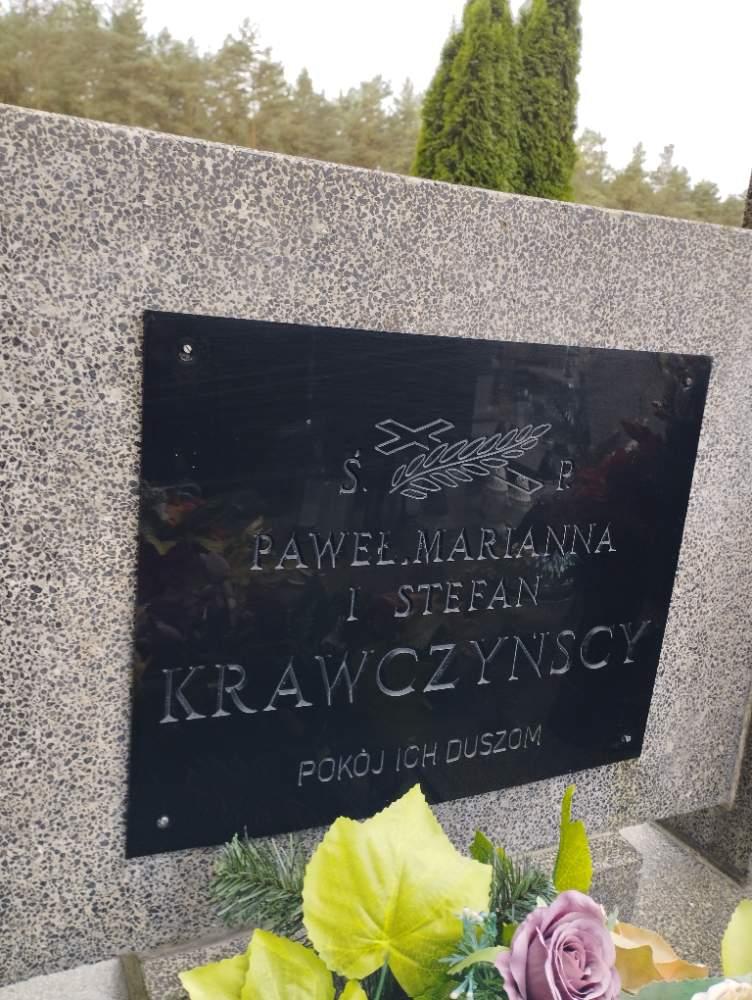 Ś. P.
PAWEŁ, MARIANNA
I STEFAN
KRAWCZYNSCY
POKÓJ ICH DUSZOM